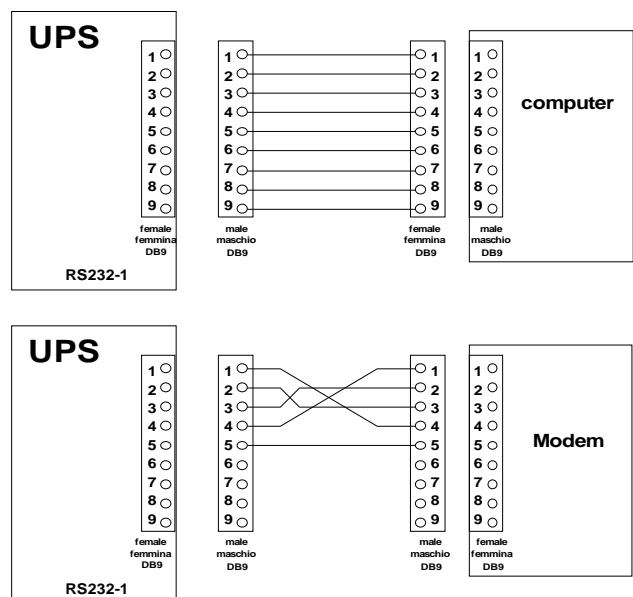 UPS
1 1 1 1
2 2 2 2
3 3 3 3
4 4 4 4
5 5 5 5
6 6 6 6
7 7 7 7
8 8 8 8
9 9 9 9
computer
female male female male
femmina maschio femmina maschio
DB9 DB9 DB9 DB9
RS232-1
UPS
1 1 1 1
2 2 2 2
3 3 3 3
4 4 4 4
5 5 5 5
6 6 6 6
7 7 7 7
8 8 8 8
9 9 9 9
Modem
female male male female
femmina maschio maschio femmina
DB9 DB9 DB9 DB9
RS232-1